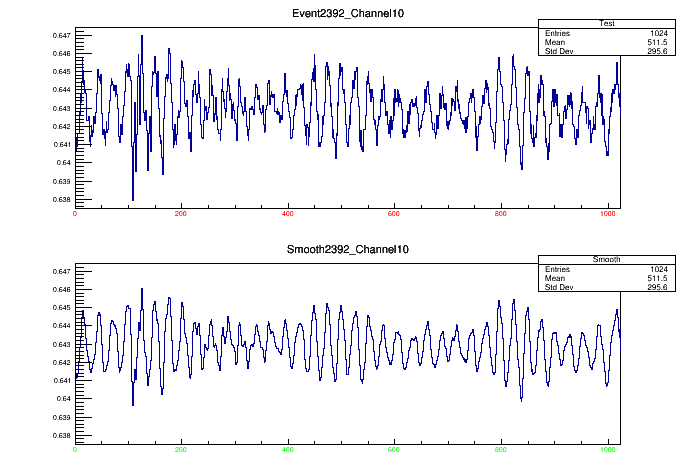 Event2392_Channel10
Test
Entries 1024
Mean 511.5
Std Dev 295.6
0.647
0.646
0.645
0.644
0.643
0.642
0.641
0.64
0.639
0.638
0 200 400 600 800 1000
Smooth2392_Channel10
Smooth
Entries 1024
Mean 511.5
Std Dev 295.6
0.647
0.646
0.645
0.644
0.643
0.642
0.641
0.64
0.639
0.638
0 200 400 600 800 1000